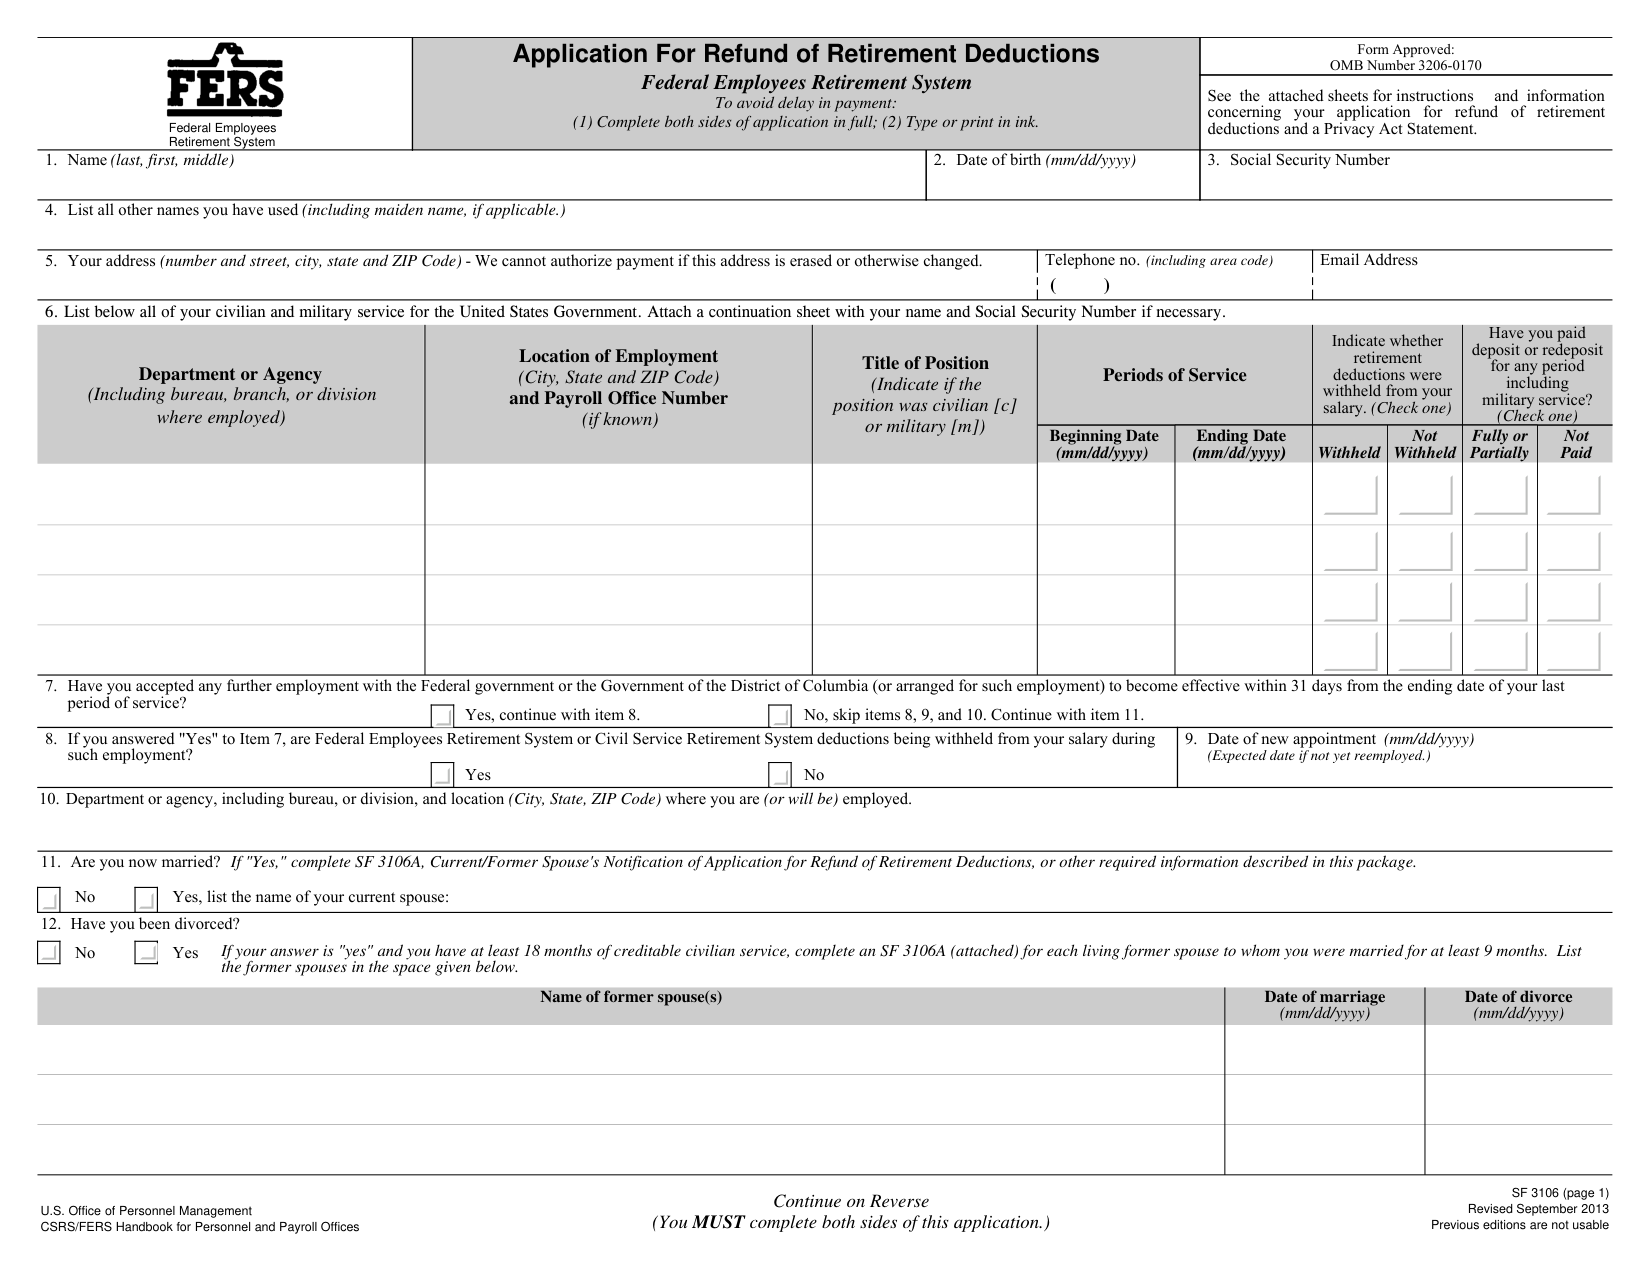 FERS
Federal Employees
Retirement System
Application For Refund of Retirement Deductions
Federal Employees Retirement System
To avoid delay in payment:
(1) Complete both sides of application in full; (2) Type or print in ink.
Form Approved:
OMB Number 3206-0170
See the attached sheets for instructions and information
concerning your application for refund of retirement
deductions and a Privacy Act Statement.
1. Name (last, first, middle)
2. Date of birth (mm/dd/yyyy)
3. Social Security Number
4. List all other names you have used (including maiden name, if applicable.)
5. Your address (number and street, city, state and ZIP Code) - We cannot authorize payment if this address is erased or otherwise changed.
Telephone no. (including area code)
( )
Email Address
6. List below all of your civilian and military service for the United States Government. Attach a continuation sheet with your name and Social Security Number if necessary.
Department or Agency
(Including bureau, branch, or division
where employed)
Location of Employment
(City, State and ZIP Code)
and Payroll Office Number
(if known)
Title of Position
(Indicate if the
position was civilian [c]
or military [m])
Periods of Service
Beginning Date
(mm/dd/yyyy)
Ending Date
(mm/dd/yyyy)
Indicate whether
retirement
deductions were
withheld from your
salary. (Check one)
Withheld
Not
Withheld
Have you paid
deposit or redeposit
for any period
including
military service?
(Check one)
Fully or
Partially
Not
Paid
7. Have you accepted any further employment with the Federal government or the Government of the District of Columbia (or arranged for such employment) to become effective within 31 days from the ending date of your last
period of service?
Yes, continue with item 8.
No, skip items 8, 9, and 10. Continue with item 11.
8. If you answered "Yes" to Item 7, are Federal Employees Retirement System or Civil Service Retirement System deductions being withheld from your salary during
such employment?
Yes
No
9. Date of new appointment (mm/dd/yyyy)
(Expected date if not yet reemployed.)
10. Department or agency, including bureau, or division, and location (City, State, ZIP Code) where you are (or will be) employed.
11. Are you now married? If "Yes," complete SF 3106A, Current/Former Spouse's Notification of Application for Refund of Retirement Deductions, or other required information described in this package.
No
Yes, list the name of your current spouse:
12. Have you been divorced?
No
Yes
If your answer is "yes" and you have at least 18 months of creditable civilian service, complete an SF 3106A (attached) for each living former spouse to whom you were married for at least 9 months. List
the former spouses in the space given below.
Name of former spouse(s)
Date of marriage
(mm/dd/yyyy)
Date of divorce
(mm/dd/yyyy)
U.S. Office of Personnel Management
CSRS/FERS Handbook for Personnel and Payroll Offices
Continue on Reverse
(You MUST complete both sides of this application.)
SF 3106 (page 1)
Revised September 2013
Previous editions are not usable